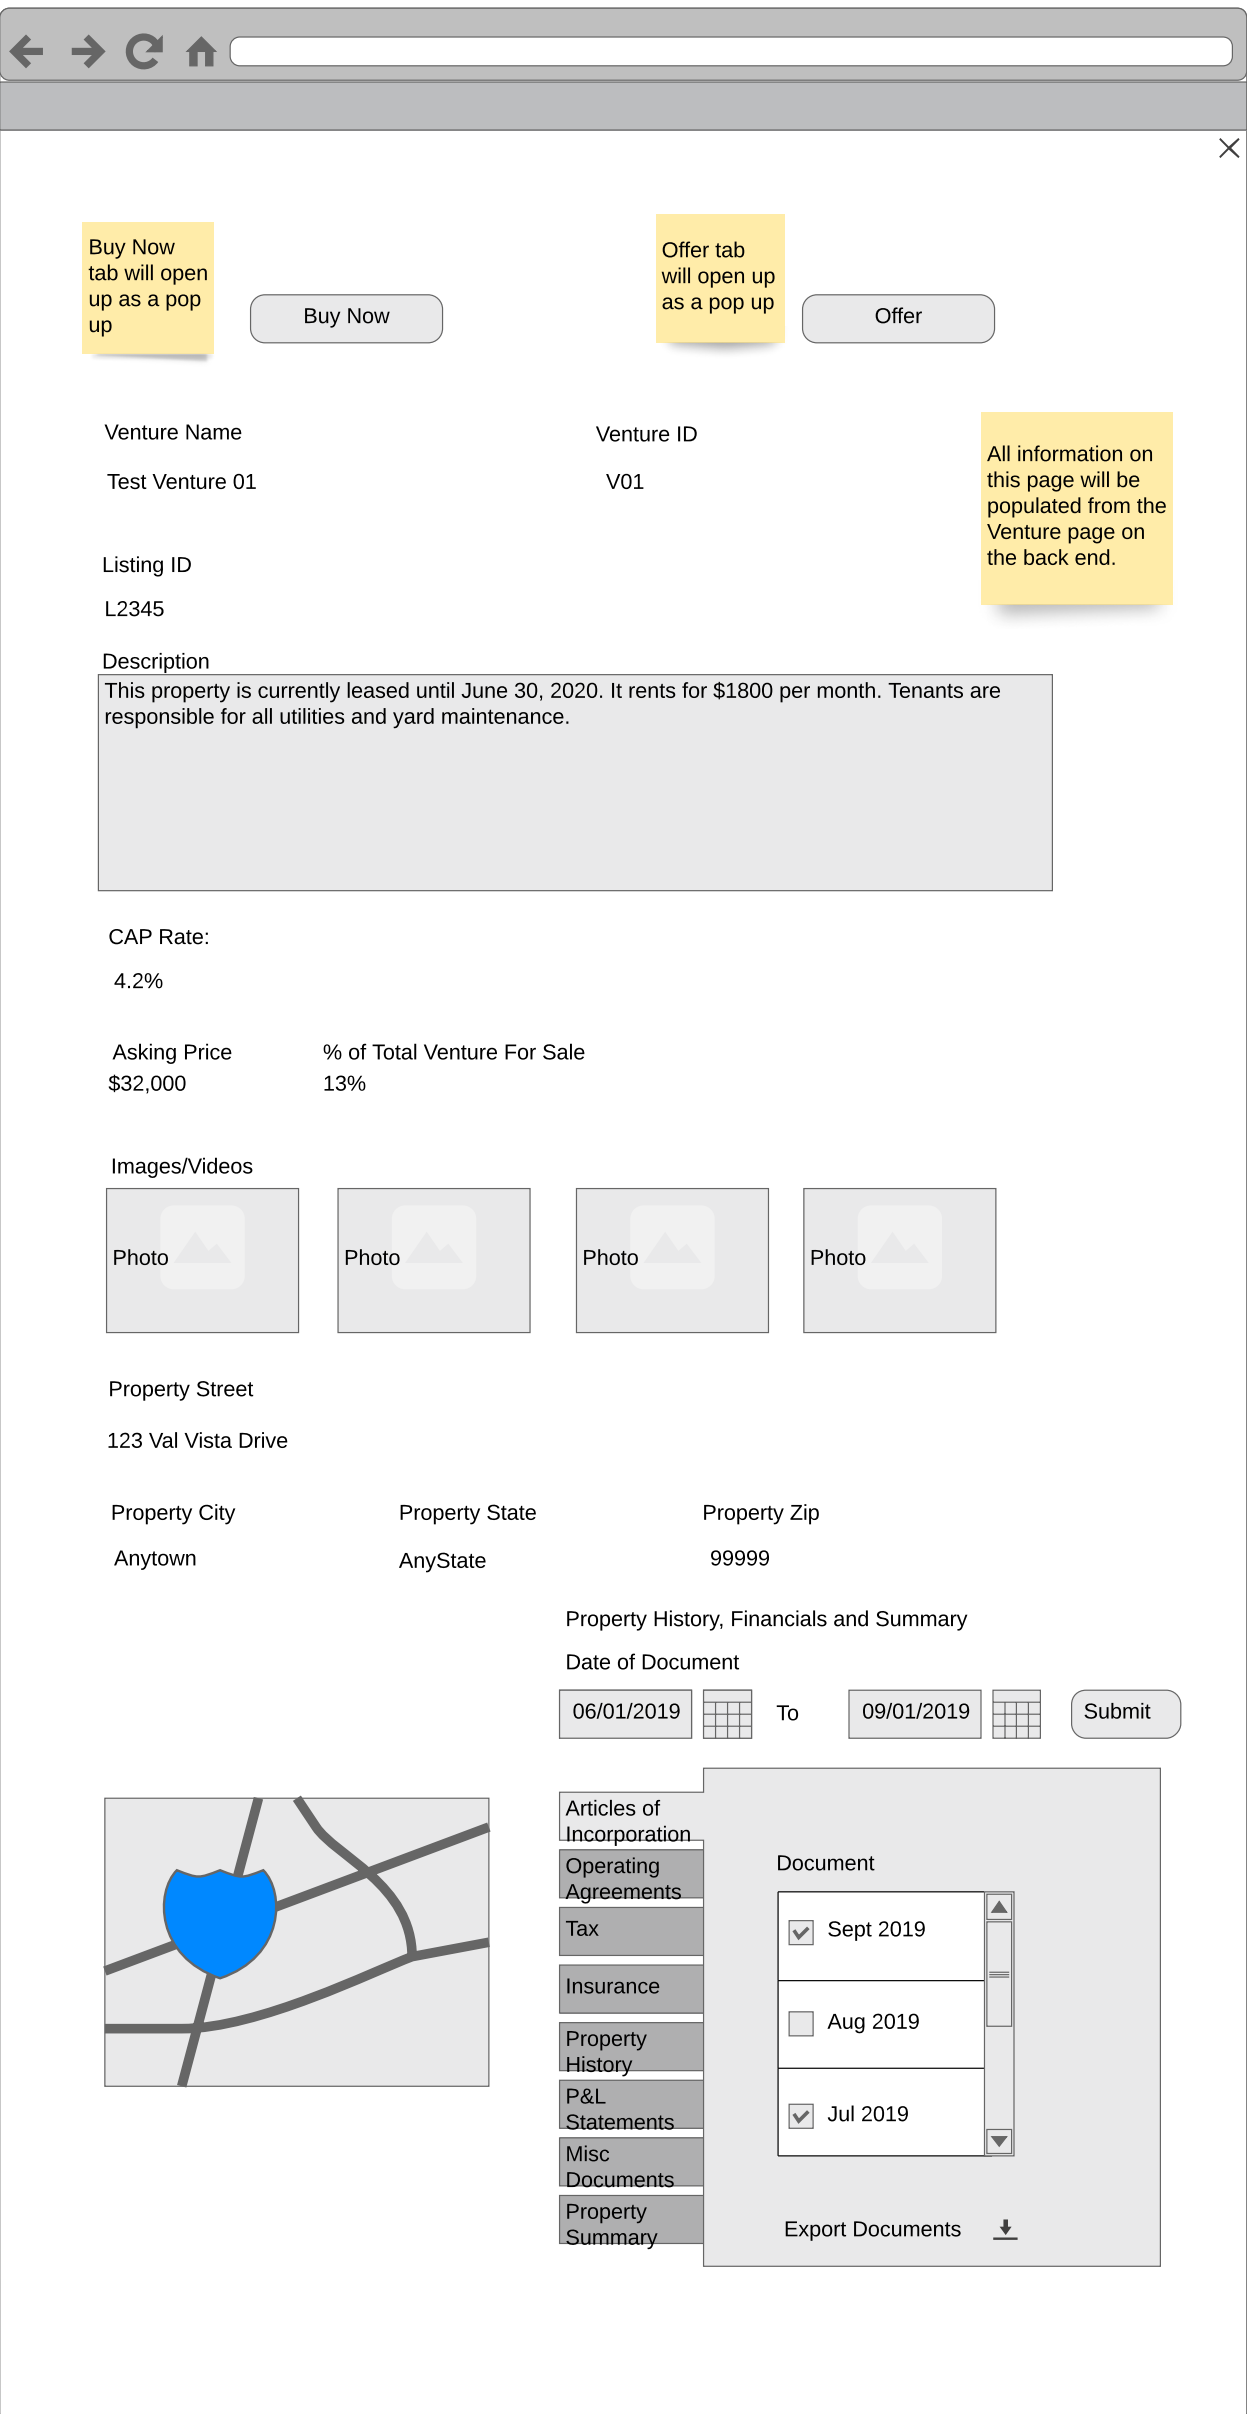 Buy Now
tab will open
up as a pop
up
Buy Now
Offer tab
will open up
as a pop up
Offer
Venture Name
Venture ID
Test Venture 01
V01
All information on
this page will be
populated from the
Venture page on
the back end.
Listing ID
L2345
Description
This property is currently leased until June 30, 2020. It rents for $1800 per month. Tenants are
responsible for all utilities and yard maintenance.
CAP Rate:
4.2%
Asking Price
% of Total Venture For Sale
$32,000
13%
Images/Videos
Photo
Photo
Photo
Photo
Property Street
123 Val Vista Drive
Property City
Property State
Property Zip
Anytown
AnyState
99999
Property History, Financials and Summary
Date of Document
06/01/2019
To
09/01/2019
Submit
Articles of
Incorporation
Operating
Agreements
Tax
Insurance
Property
History
P&L
Statements
Misc
Documents
Property
Summary
Document
Sept 2019
Aug 2019
Jul 2019
Export Documents